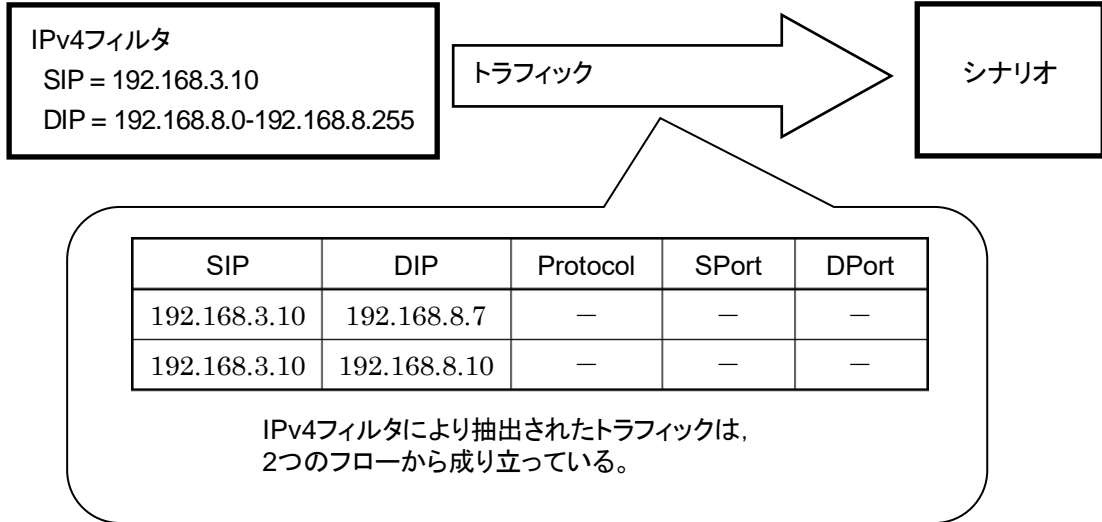 IPv4フィルタ
SIP = 192.168.3.10
DIP = 192.168.8.0-192.168.8.255
トラフィック
シナリオ
SIP DIP Protocol SPort DPort
192.168.3.10 192.168.8.7 － － －
192.168.3.10 192.168.8.10 － － －
IPv4フィルタにより抽出されたトラフィックは，
2つのフローから成り立っている。